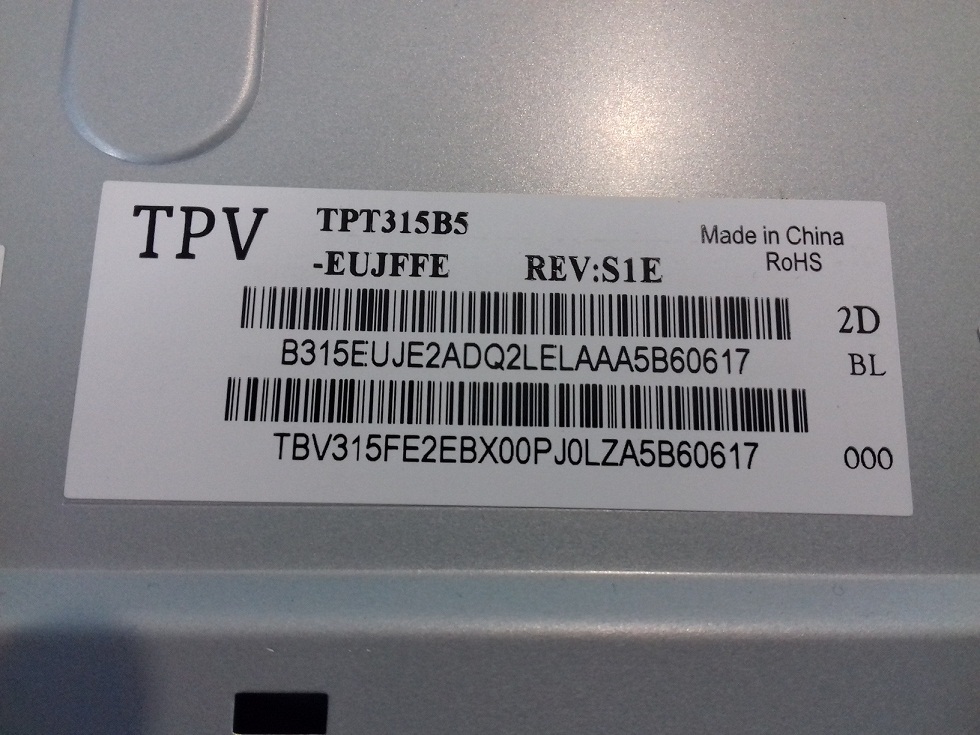 TPV TPT315B5
-EUJFFE REV:S1E
Made in China
RoHS
2D
B315EUJE2ADQ2LELAAA5B60617
BL
TBV315FE2EBX00PJ0LZA5B60617
000